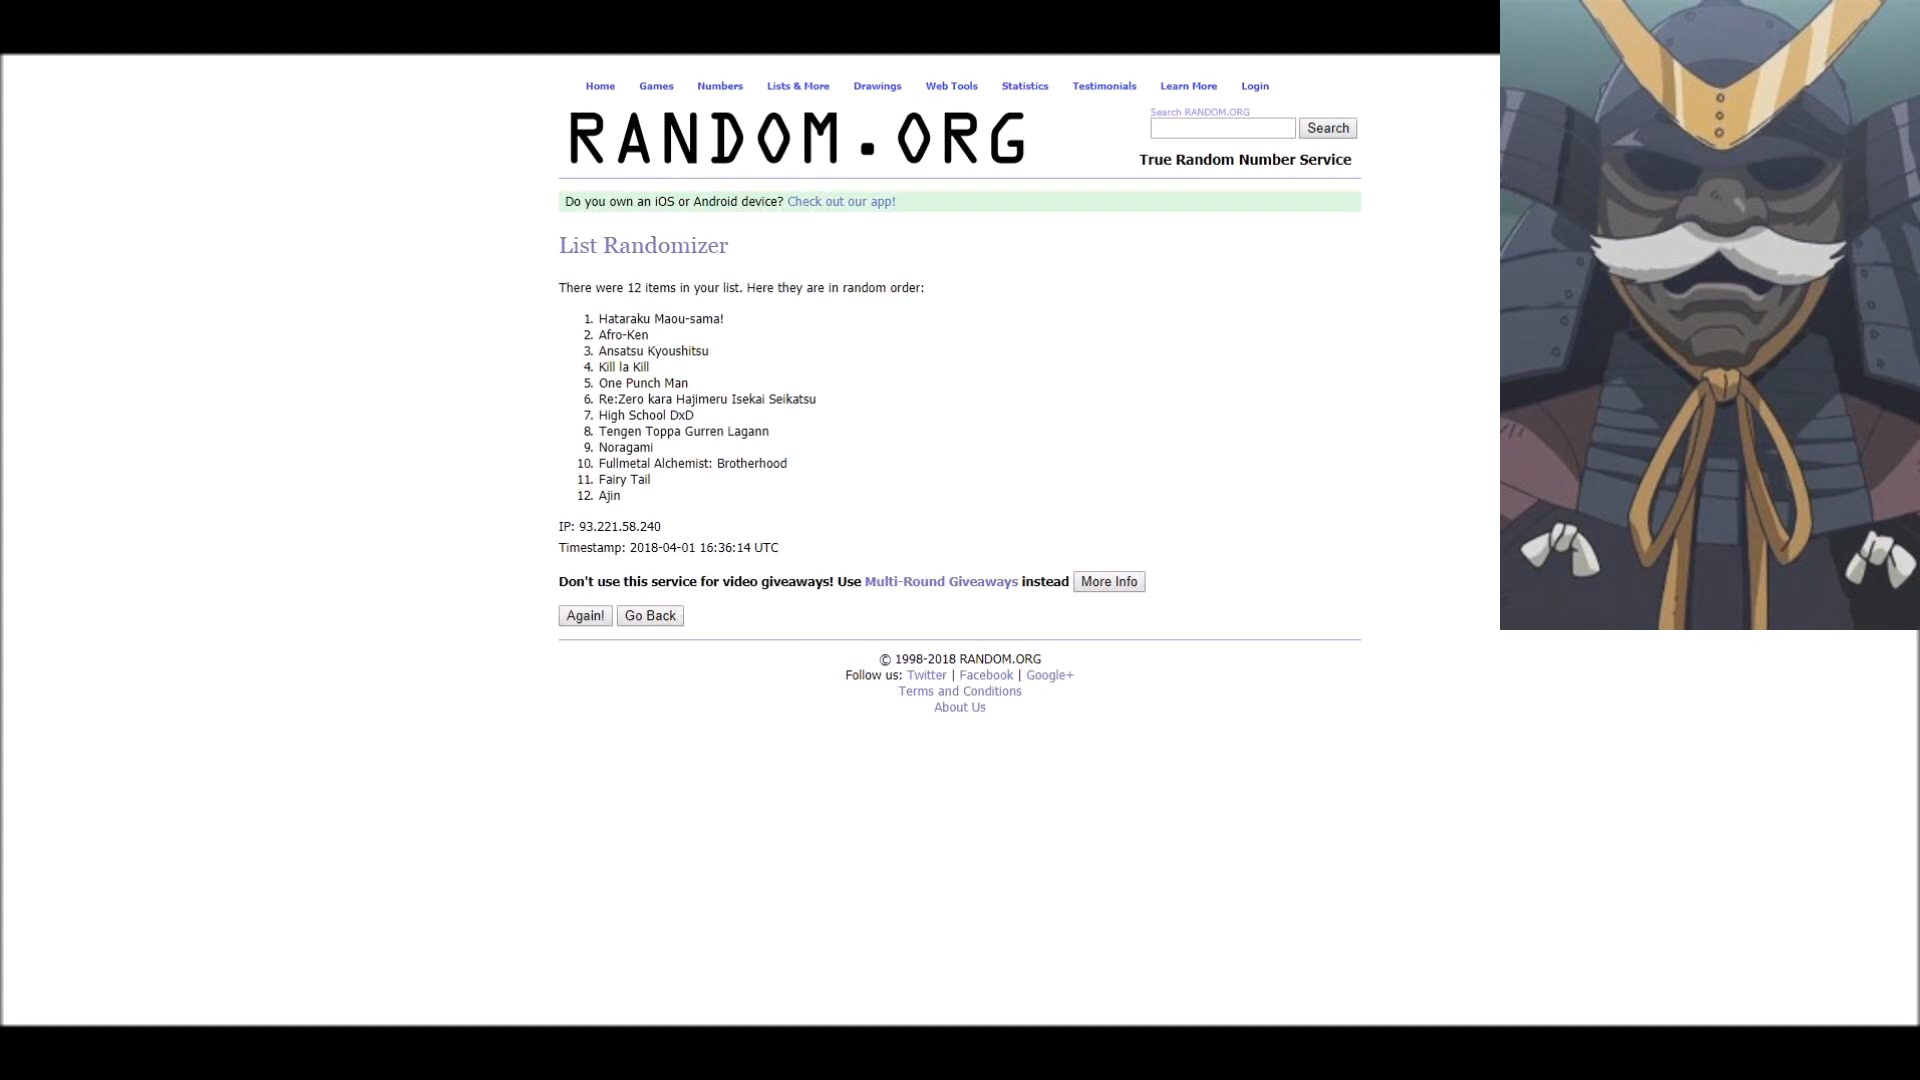 Home Games Numbers Lists & More Drawings Web Tools Statistics Testimonials Learn More Login
RANDOM.ORG
Search RANDOM.ORG
Search
True Random Number Service
Do you own an iOS or Android device? Check out our app!
List Randomizer
There were 12 items in your list. Here they are in random order:
1. Hataraku Maou-sama!
2. Afro-Ken
3. Ansatsu Kyoushitsu
4. Kill la Kill
5. One Punch Man
6. Re:Zero kara Hajimeru Isekai Seikatsu
7. High School DxD
8. Tengen Toppa Gurren Lagann
9. Noragami
10. Fullmetal Alchemist: Brotherhood
11. Fairy Tail
12. Ajin
IP: 93.221.58.240
Timestamp: 2018-04-01 16:36:14 UTC
Don't use this service for video giveaways! Use Multi-Round Giveaways instead More Info
Again! Go Back
© 1998-2018 RANDOM.ORG
Follow us: Twitter | Facebook | Google+
Terms and Conditions
About Us